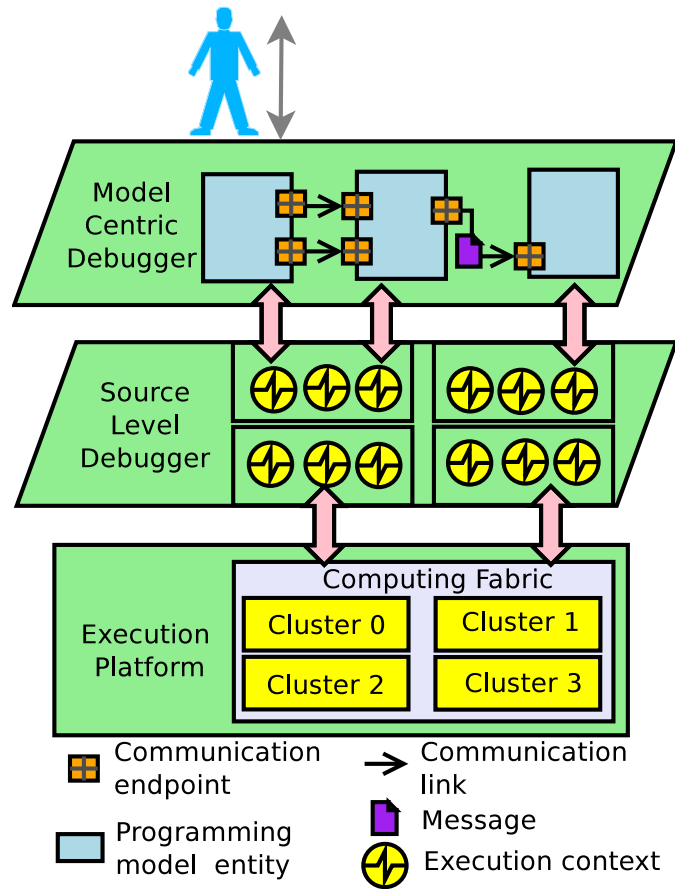 Model
Centric
Debugger
Source
Level
Debugger
Computing Fabric
Execution
Platform
Cluster 0
Cluster 1
Cluster 2
Cluster 3
Communication
endpoint
Communication
link
Programming
model entity
Message
Execution context